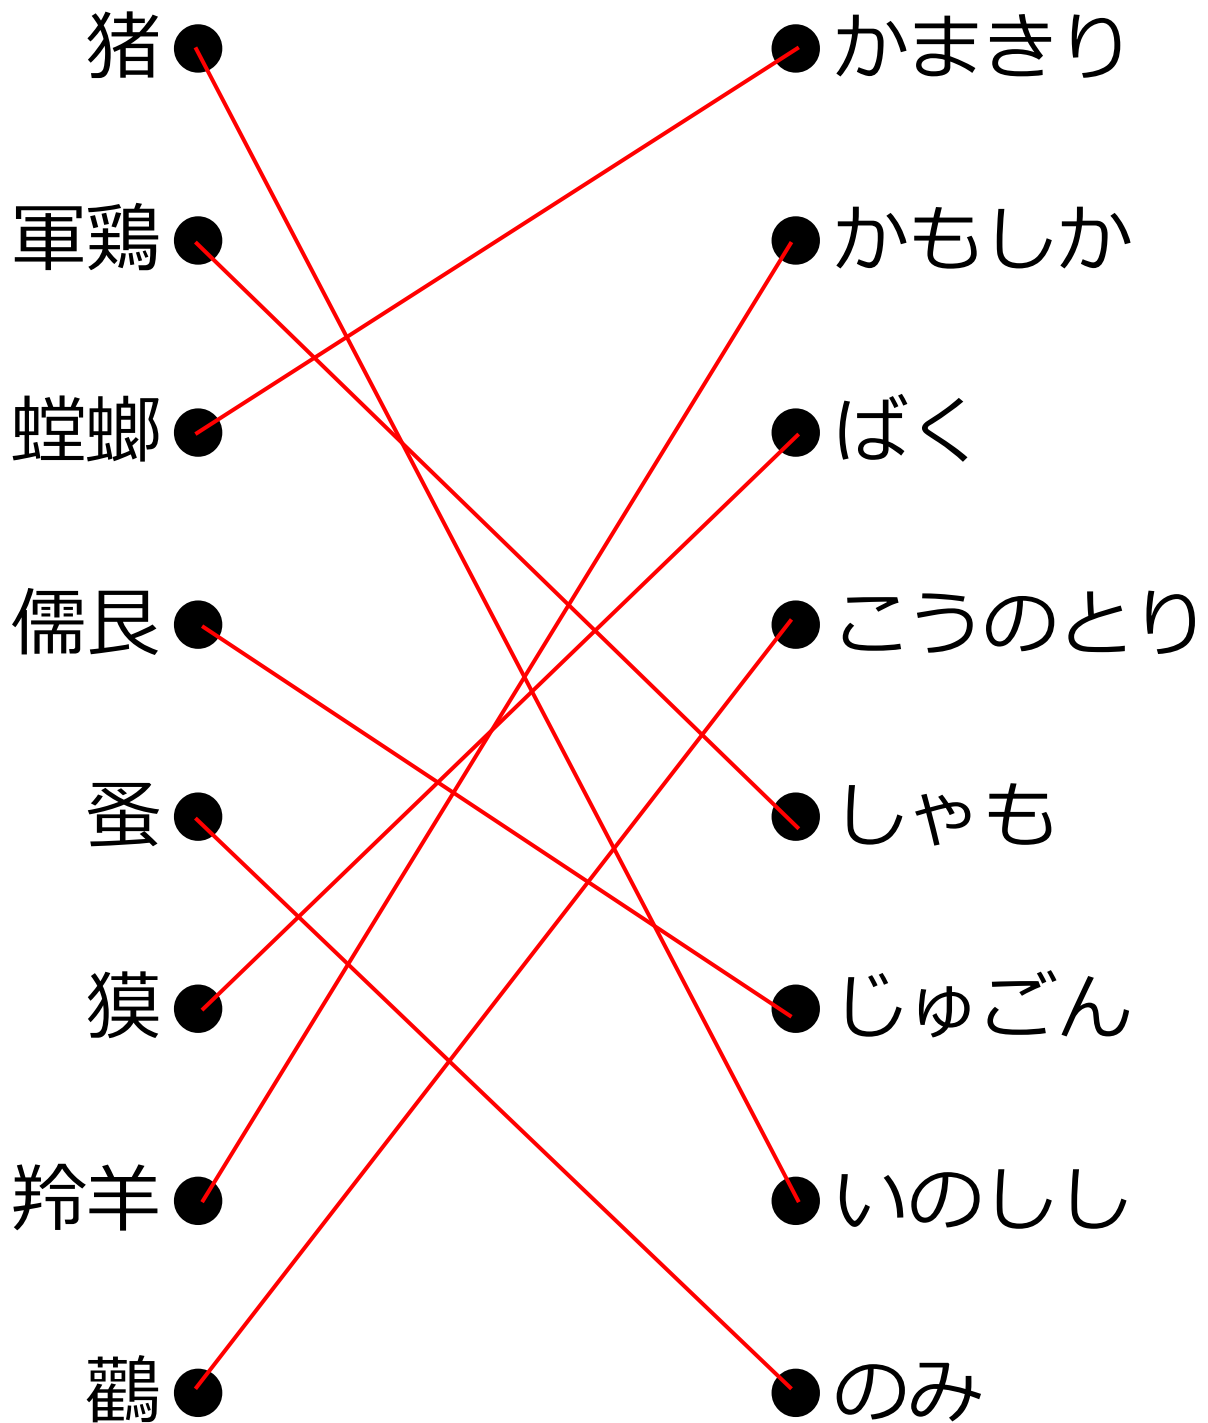 猪
軍鶏
螳螂
儒艮
蚤
獏
羚羊
鸛
かまきり
かもしか
ばく
こうのとり
しゃも
じゅごん
いのしし
のみ